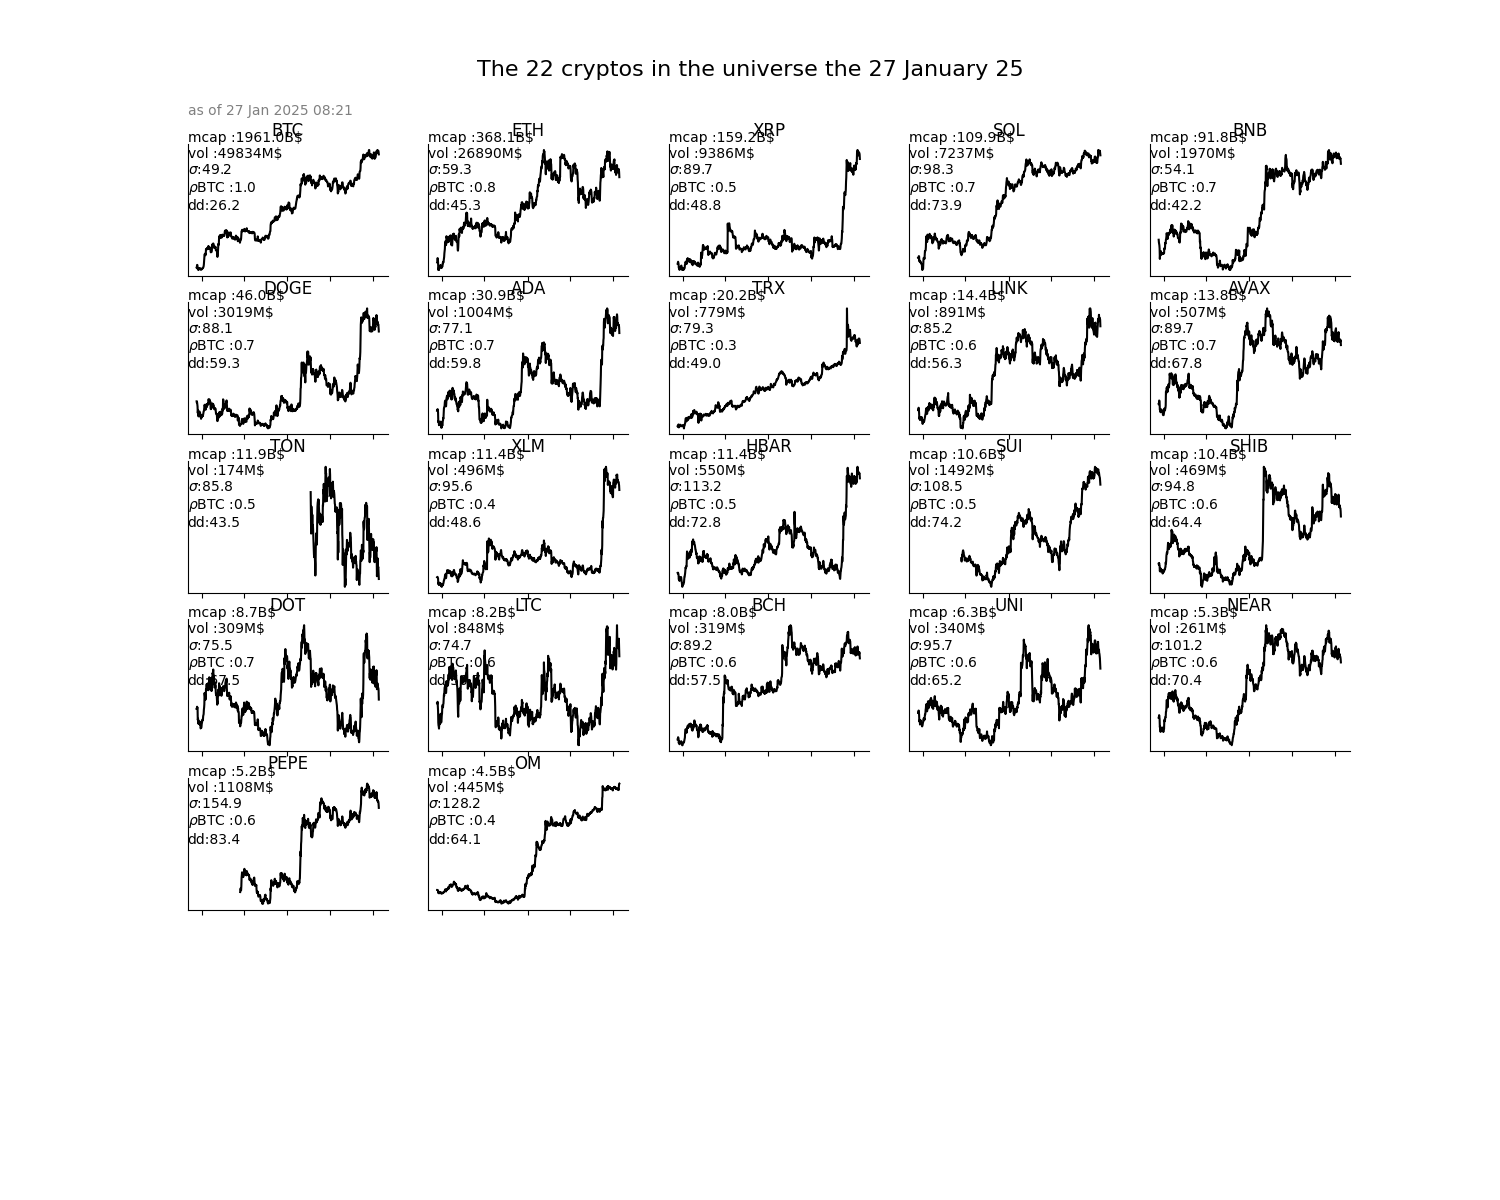 The 22 cryptos in the universe the 27 January 25
as of 27 Jan 2025 08:21
BTC
mcap :1961.0B$
vol :49834M$
σ:49.2
ρBTC :1.0
dd:26.2
ETH
mcap :368.1B$
vol :26890M$
σ:59.3
ρBTC :0.8
dd:45.3
XRP
mcap :159.2B$
vol :9386M$
σ:89.7
ρBTC :0.5
dd:48.8
SOL
mcap :109.9B$
vol :7237M$
σ:98.3
ρBTC :0.7
dd:73.9
BNB
mcap :91.8B$
vol :1970M$
σ:54.1
ρBTC :0.7
dd:42.2
DOGE
mcap :46.0B$
vol :3019M$
σ:88.1
ρBTC :0.7
dd:59.3
ADA
mcap :30.9B$
vol :1004M$
σ:77.1
ρBTC :0.7
dd:59.8
TRX
mcap :20.2B$
vol :779M$
σ:79.3
ρBTC :0.3
dd:49.0
LINK
mcap :14.4B$
vol :891M$
σ:85.2
ρBTC :0.6
dd:56.3
AVAX
mcap :13.8B$
vol :507M$
σ:89.7
ρBTC :0.7
dd:67.8
TON
mcap :11.9B$
vol :174M$
σ:85.8
ρBTC :0.5
dd:43.5
XLM
mcap :11.4B$
vol :496M$
σ:95.6
ρBTC :0.4
dd:48.6
HBAR
mcap :11.4B$
vol :550M$
σ:113.2
ρBTC :0.5
dd:72.8
SUI
mcap :10.6B$
vol :1492M$
σ:108.5
ρBTC :0.5
dd:74.2
SHIB
mcap :10.4B$
vol :469M$
σ:94.8
ρBTC :0.6
dd:64.4
DOT
mcap :8.7B$
vol :309M$
σ:75.5
ρBTC :0.7
LTC
mcap :8.2B$
vol :848M$
σ:74.7
ρBTC :0.6
BCH
mcap :8.0B$
vol :319M$
σ:89.2
ρBTC :0.6
dd:57.5
UNI
mcap :6.3B$
vol :340M$
σ:95.7
ρBTC :0.6
dd:65.2
NEAR
mcap :5.3B$
vol :261M$
σ:101.2
ρBTC :0.6
dd:70.4
PEPE
mcap :5.2B$
vol :1108M$
σ:154.9
ρBTC :0.6
dd:83.4
OM
mcap :4.5B$
vol :445M$
σ:128.2
ρBTC :0.4
dd:64.1